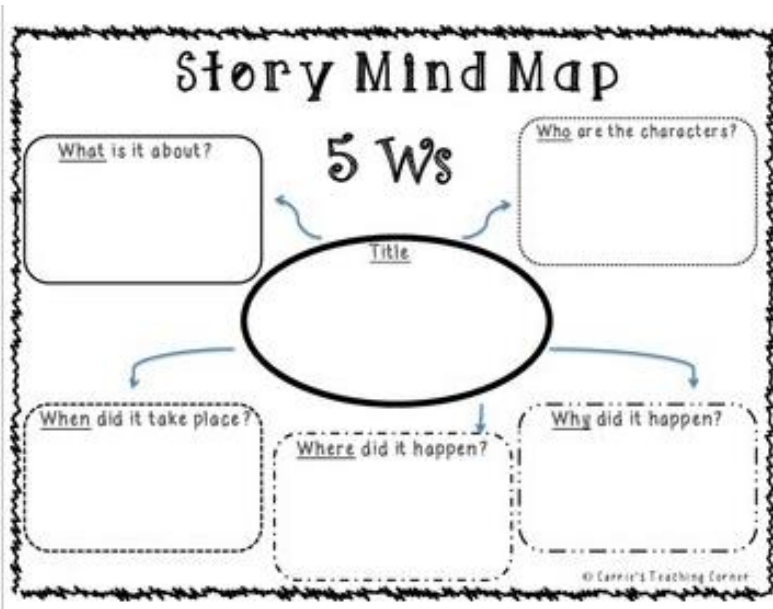 Story Mind Map
5 Ws
What is it about?
Who are the characters?
Title
When did it take place?
Where did it happen?
Why did it happen?
© Carrie's Teaching Corner